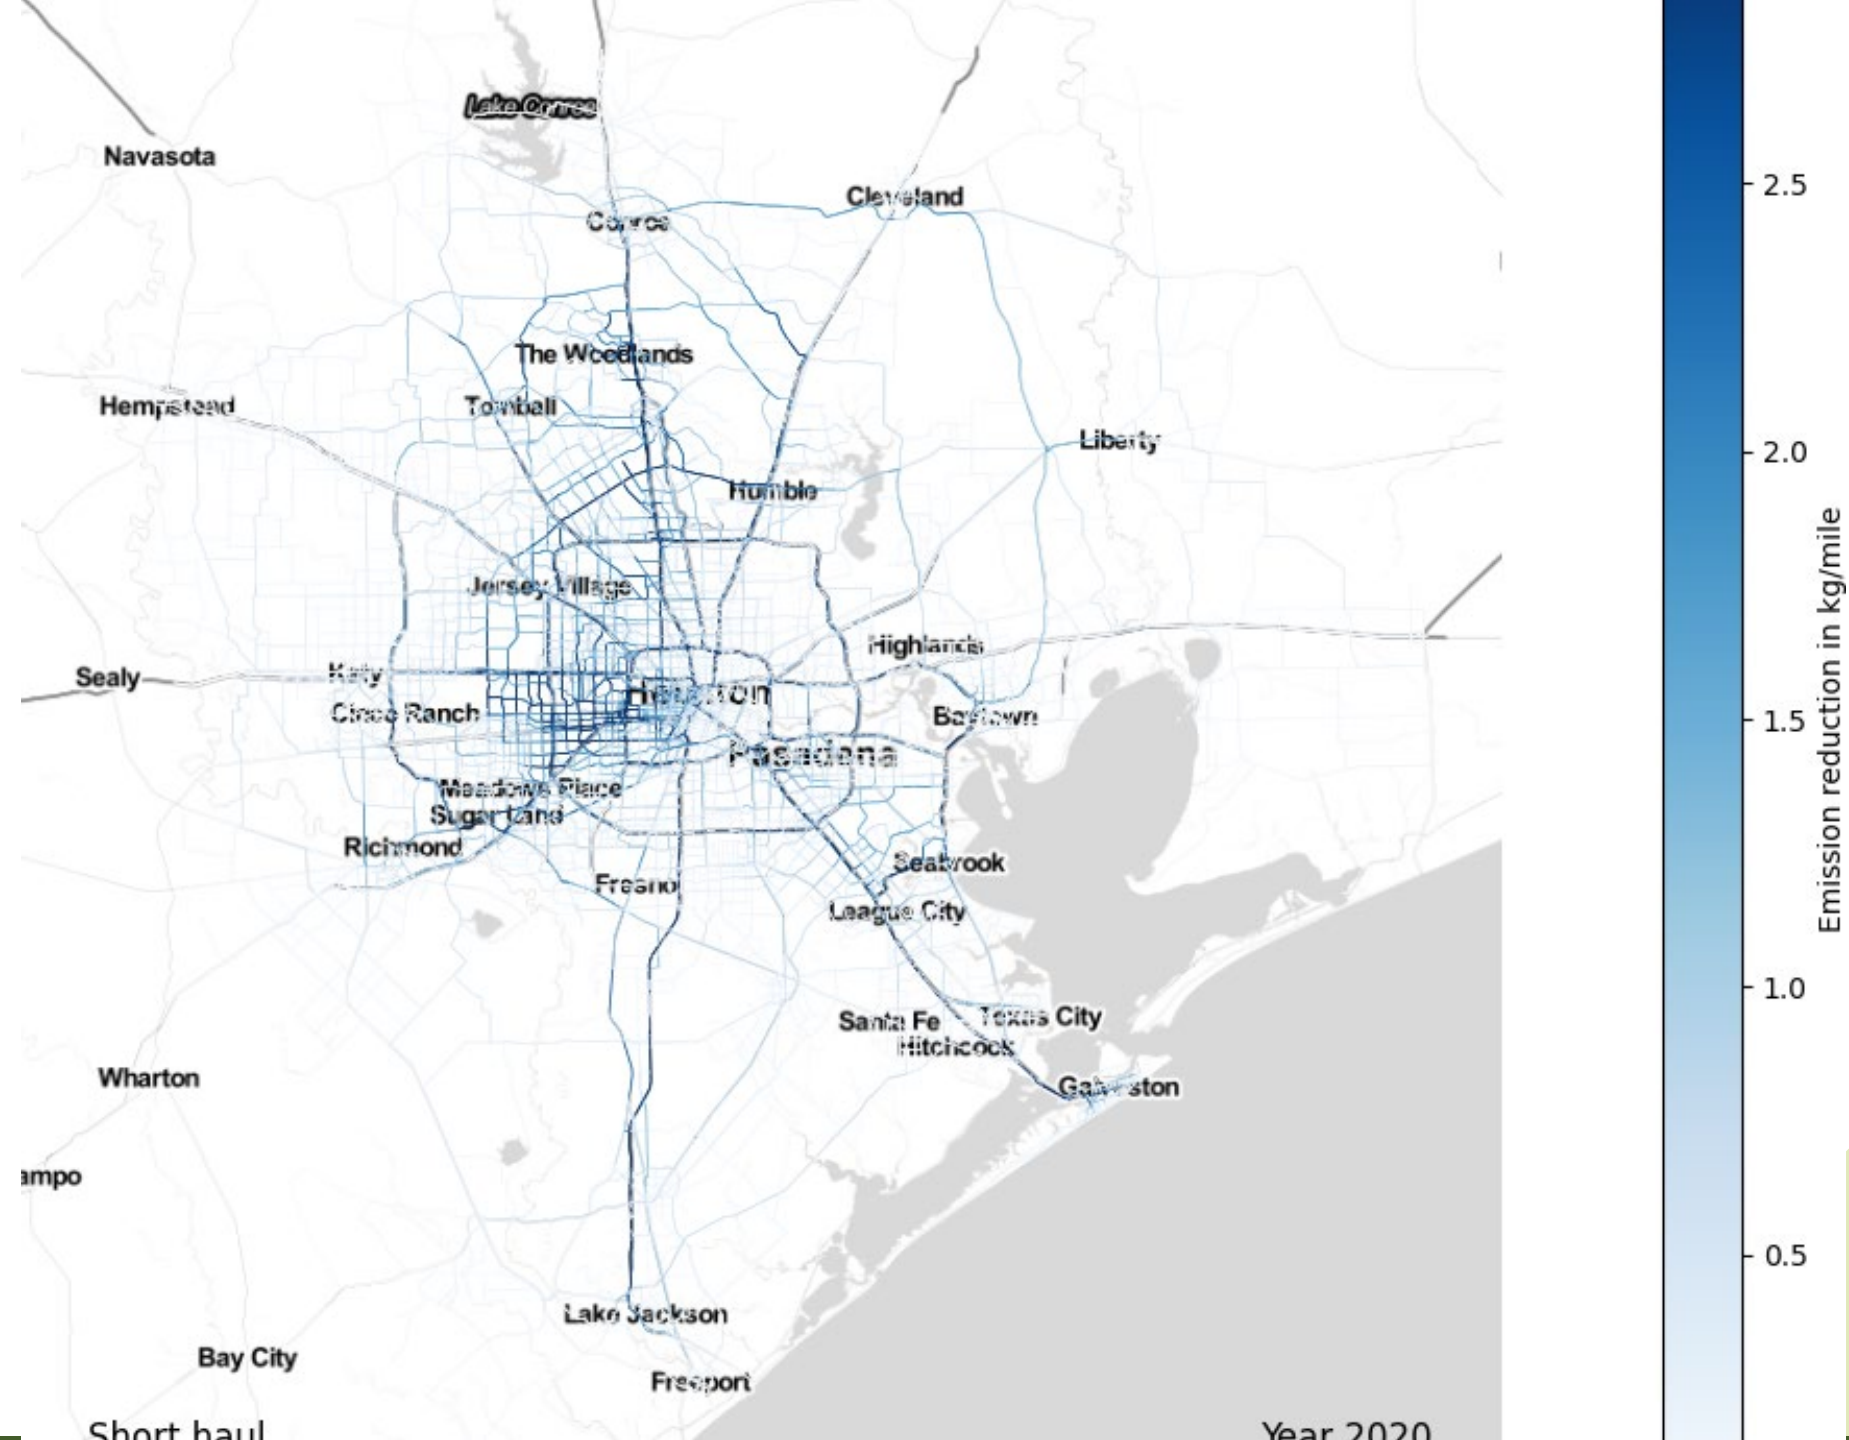 Lake Conroe
Navasota
Cleveland
Conroe
2.5
The Woodlands
Hempstead
Tomball
Liberty
2.0
Humble
Jersey Village
Highlands
Sealy
Katy
Houston
Cinco Ranch
Baytown
1.5
Pasadena
Meadows Place
Sugar Land
Richmond
Seabrook
Fresno
League City
Emission reduction in kg/mile
1.0
Santa Fe
Texas City
Hitchcock
Wharton
Galveston
ampo
0.5
Lake Jackson
Bay City
Freeport
Short haul
Year 2020